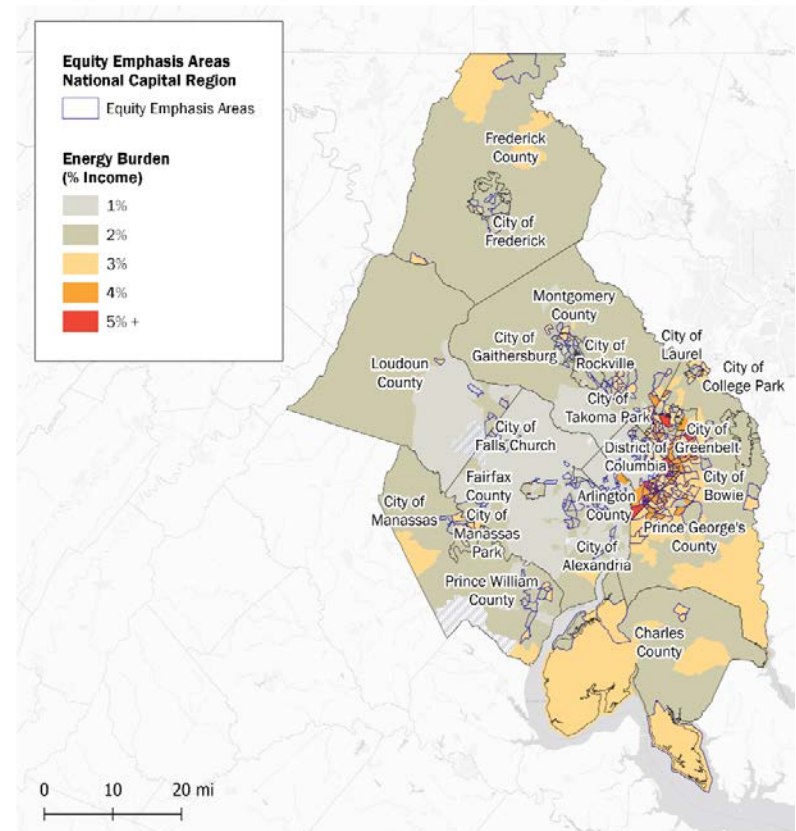 Equity Emphasis Areas
National Capital Region
Equity Emphasis Areas
Energy Burden
(% Income)
1%
2%
3%
4%
5% +
Frederick
County
City of
Frederick
Montgomery
County
City of
Gaithersburg
City of
Rockville
City of
Laurel
City of
College Park
Loudoun
County
City of
Takoma Park
City of
Falls Church
City of
Greenbelt
District of
Columbia
City of
Bowie
Fairfax
County
Arlington
County
City of
Manassas
City of
Manassas
Park
Prince George's
County
City of
Alexandria
Prince William
County
Charles
County
0 10 20 mi